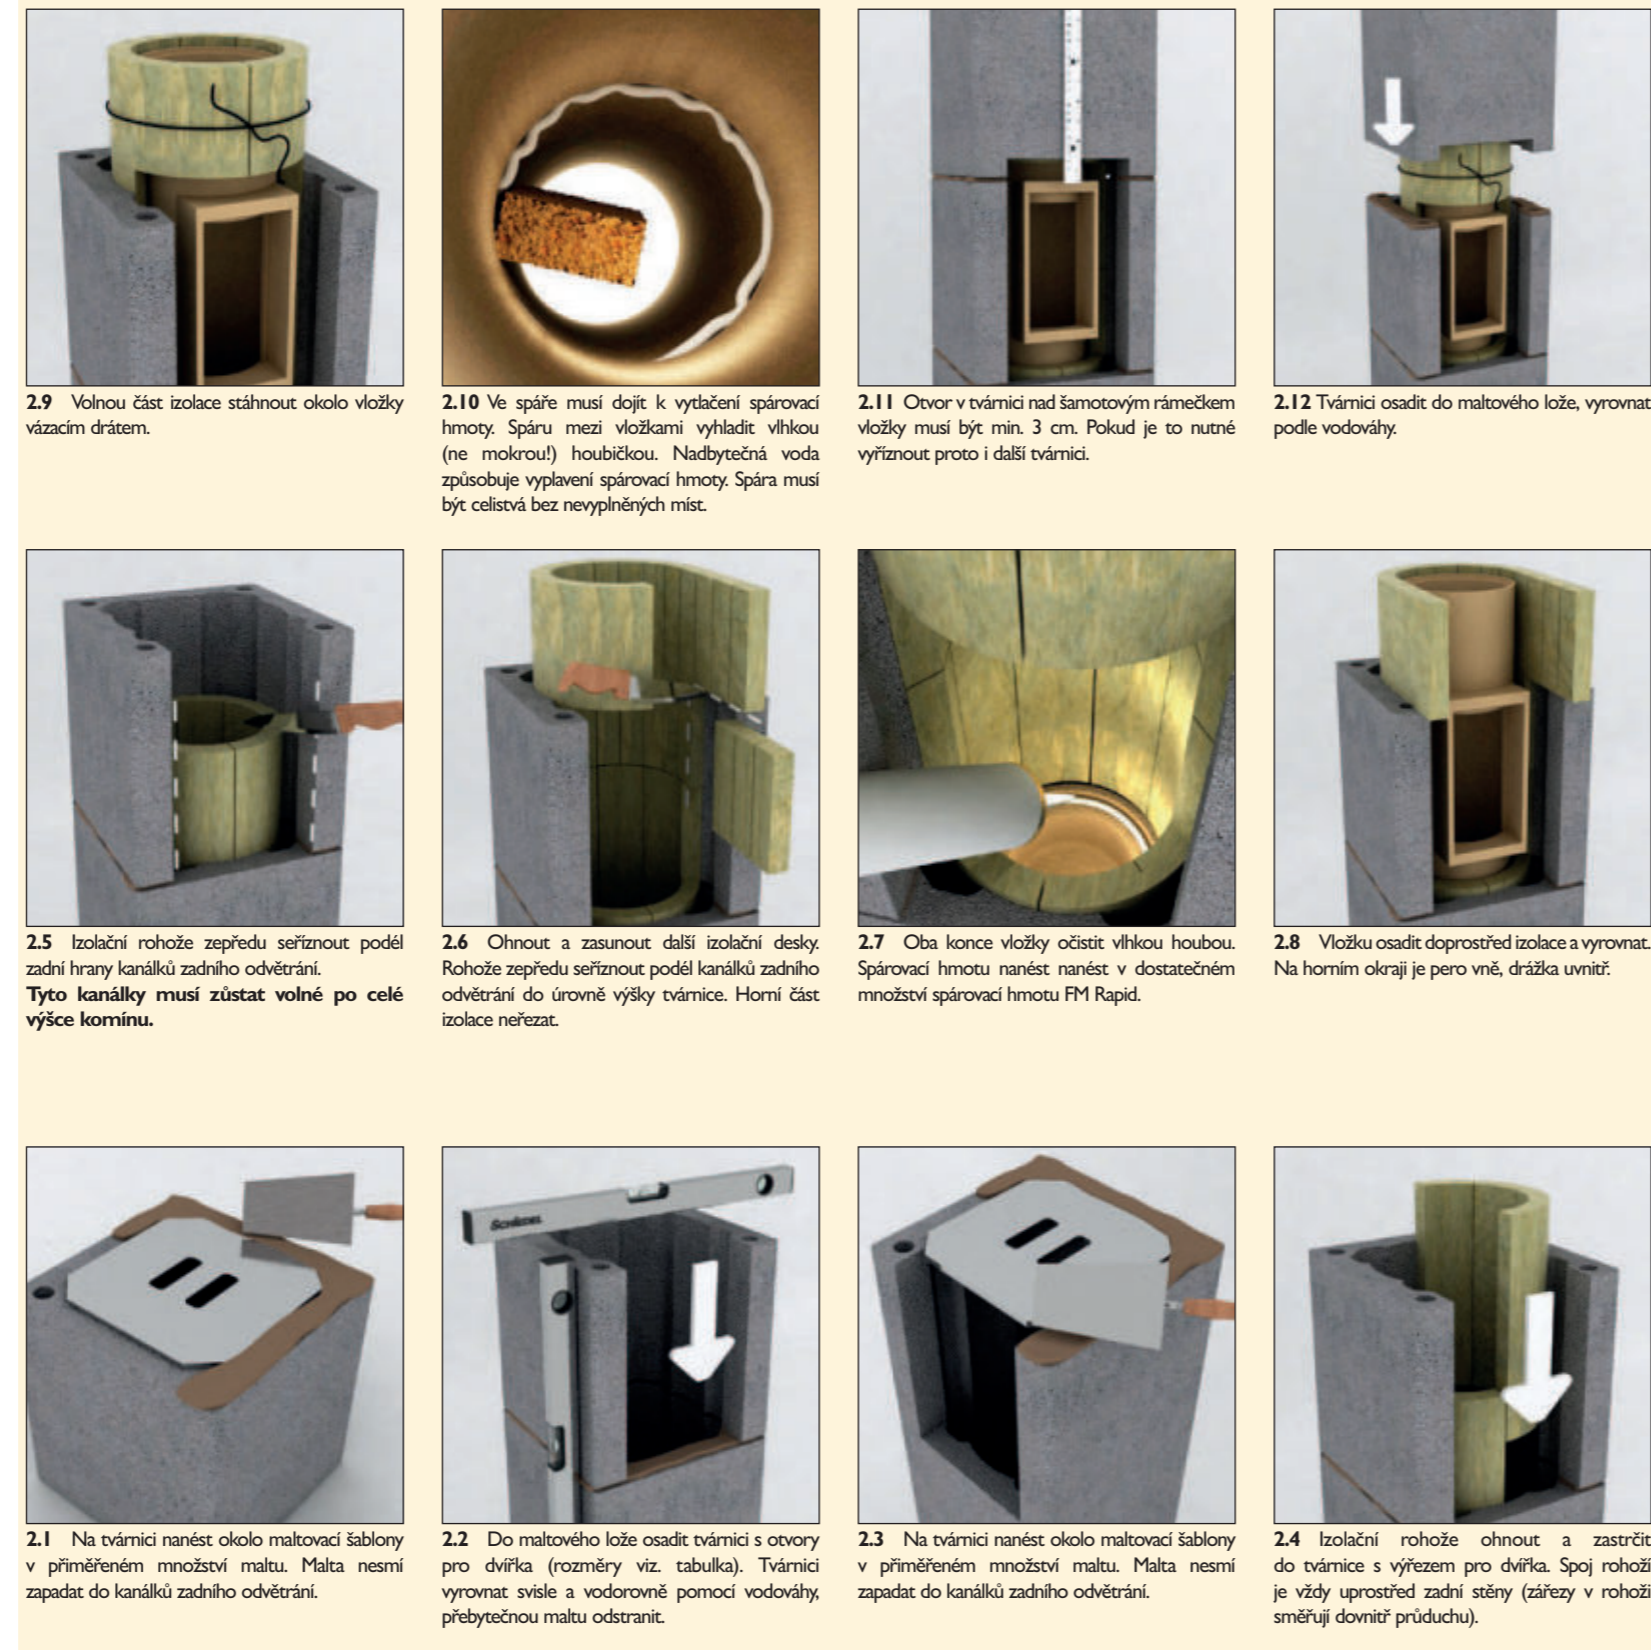 2.9 Volnou část izolace stáhnout okolo vložky
vázacím drátem.
2.10 Ve spáře musí dojít k vytlačení spárovací
hmoty. Spáru mezi vložkami vyhladit vlhkou
(ne mokrou!) houbičkou. Nadbytečná voda
způsobuje vyplavení spárovací hmoty. Spára musí
být celistvá bez nevyplněných míst.
2.11 Otvor v tvárnici nad šamotovým rámečkem
vložky musí být min. 3 cm. Pokud je to nutné
vyříznout proto i další tvárnici.
2.12 Tvárnici osadit do maltového lože, vyrovnat
podle vodováhy.
2.5 Izolační rohože zepředu seříznout podél
zadní hrany kanálků zadního odvětrání.
Tyto kanálky musí zůstat volné po celé
výšce komínu.
2.6 Ohnout a zasunout další izolační desky.
Rohože zepředu seříznout podél kanálků zadního
odvětrání do úrovně výšky tvárnice. Horní část
izolace neřezat.
2.7 Oba konce vložky očistit vlhkou houbou.
Spárovací hmotu nanést nanést v dostatečném
množství spárovací hmotu FM Rapid.
2.8 Vložku osadit doprostřed izolace a vyrovnat.
Na horním okraji je pero vně, drážka uvnitř.
SCHIEDEL
2.1 Na tvárnici nanést okolo maltovací šablony
v přiměřeném množství maltu. Malta nesmí
zapadat do kanálků zadního odvětrání.
2.2 Do maltového lože osadit tvárnici s otvory
pro dvířka (rozměry viz. tabulka). Tvárnici
vyrovnat svisle a vodorovně pomocí vodováhy,
přebytečnou maltu odstranit.
2.3 Na tvárnici nanést okolo maltovací šablony
v přiměřeném množství maltu. Malta nesmí
zapadat do kanálků zadního odvětrání.
2.4 Izolační rohože ohnout a zastrčit
do tvárnice s výřezem pro dvířka. Spoj rohoží
je vždy uprostřed zadní stěny (zářezy v rohoži
směřují dovnitř průduchu).